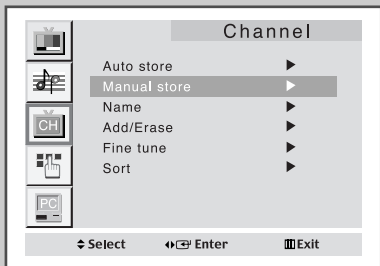 Channel
Auto store
Manual store
Name
CH
Add/Erase
Fine tune
Sort
PC
Select Enter Exit